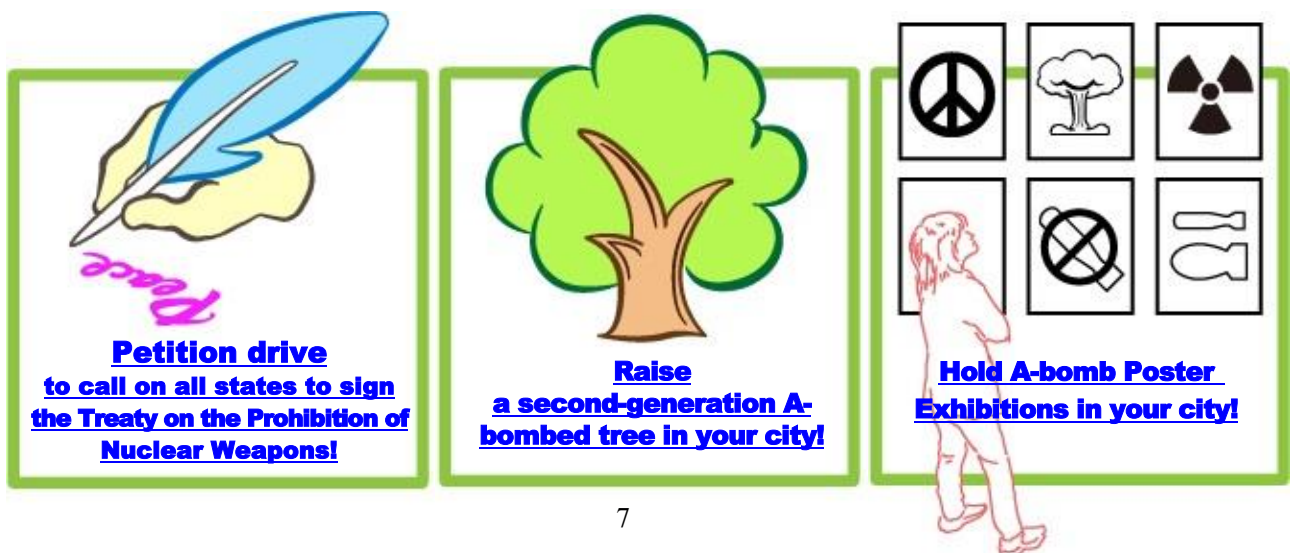 Peace
Petition drive
to call on all states to sign
the Treaty on the Prohibition of
Nuclear Weapons!
Raise
a second-generation A-
bombed tree in your city!
Hold A-bomb Poster
Exhibitions in your city!
7